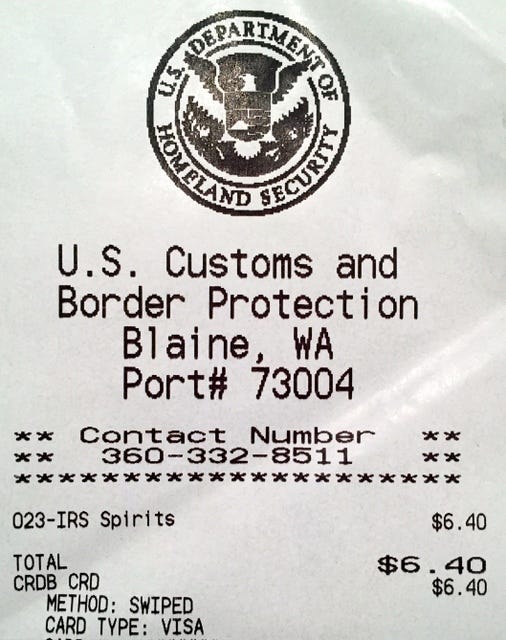 U.S. DEPARTMENT OF
HOMELAND SECURITY
U.S. Customs and
Border Protection
Blaine, WA
Port# 73004
** Contact Number **
** 360-332-8511 **
*********************
023-IRS Spirits $6.40
TOTAL $6.40
CRDB CRD $6.40
METHOD: SWIPED
CARD TYPE: VISA